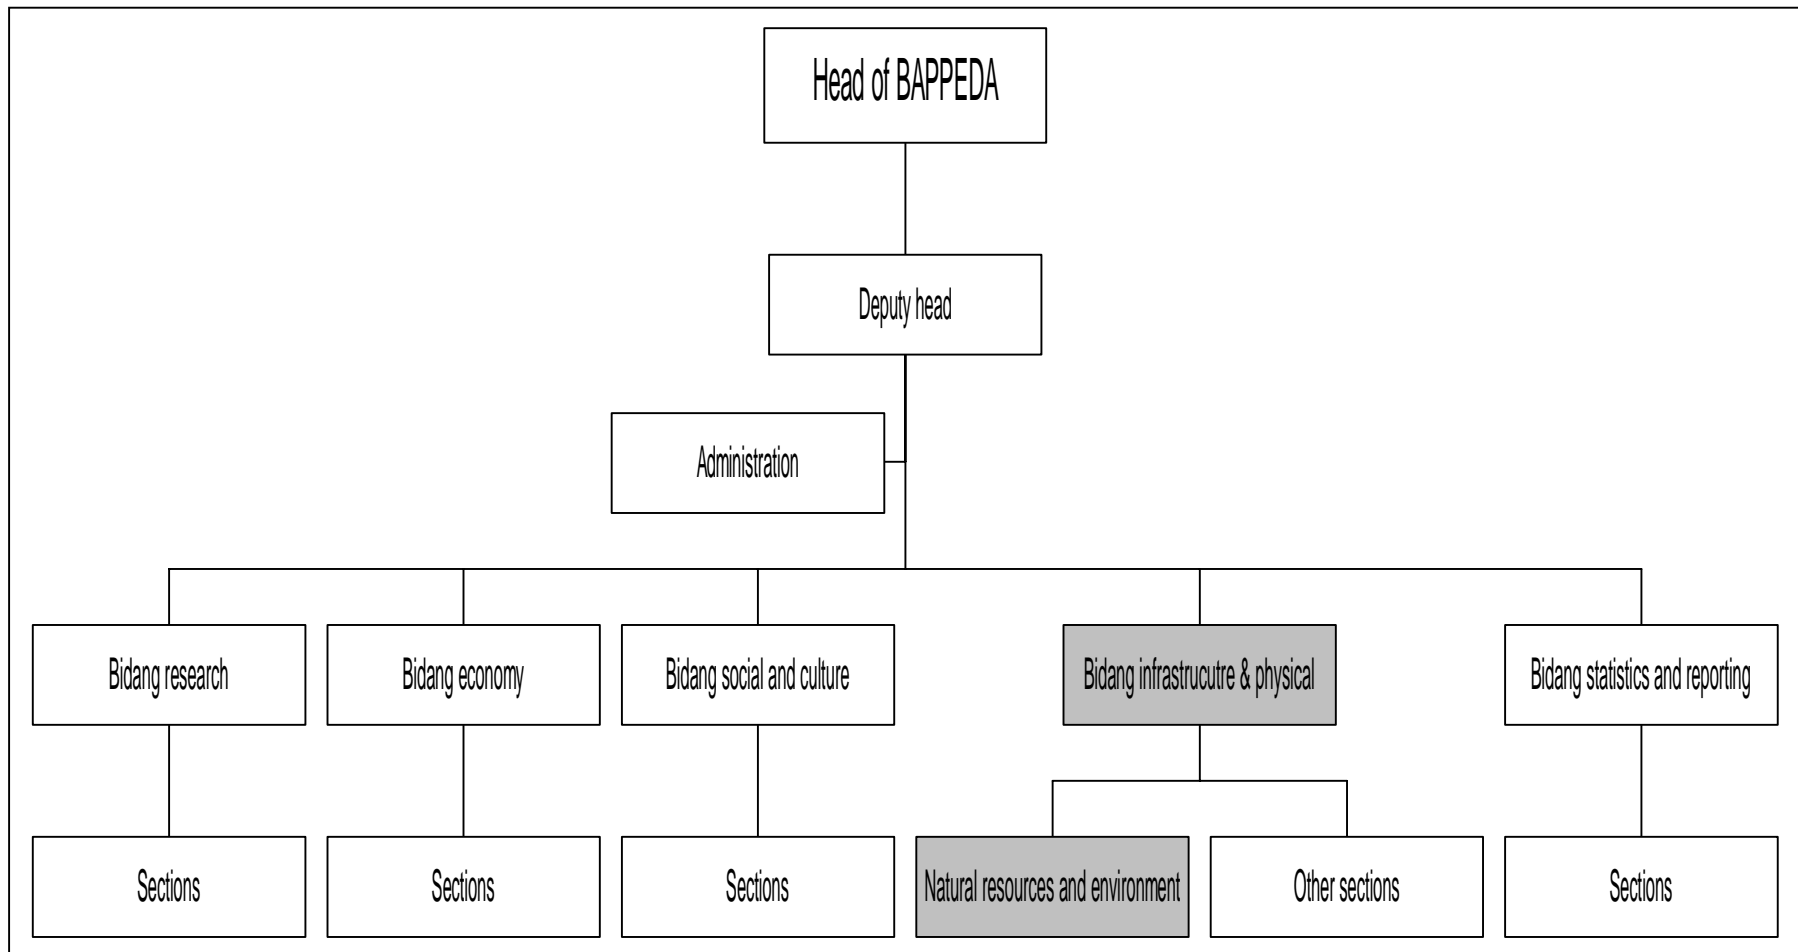 Head of BAPPEDA
Deputy head
Administration
Bidang research
Bidang economy
Bidang social and culture
Bidang infrastrucutre & physical
Bidang statistics and reporting
Sections
Sections
Sections
Natural resources and environment
Other sections
Sections